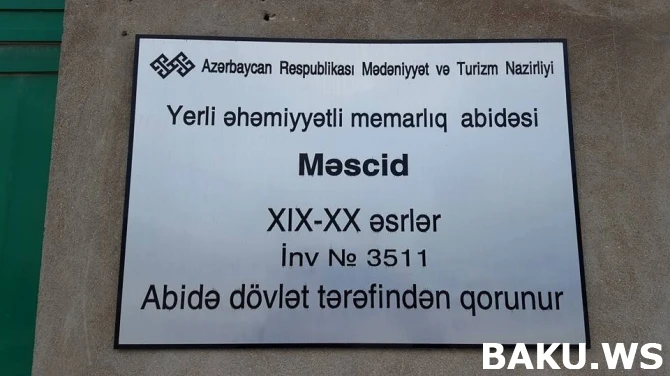 Azərbaycan Respublikası Mədəniyyət və Turizm Nazirliyi
Yerli əhəmiyyətli memarlıq abidəsi
Məscid
XIX-XX əsrlər
İnv № 3511
Abidə dövlət tərəfindən qorunur
BAKU.WS